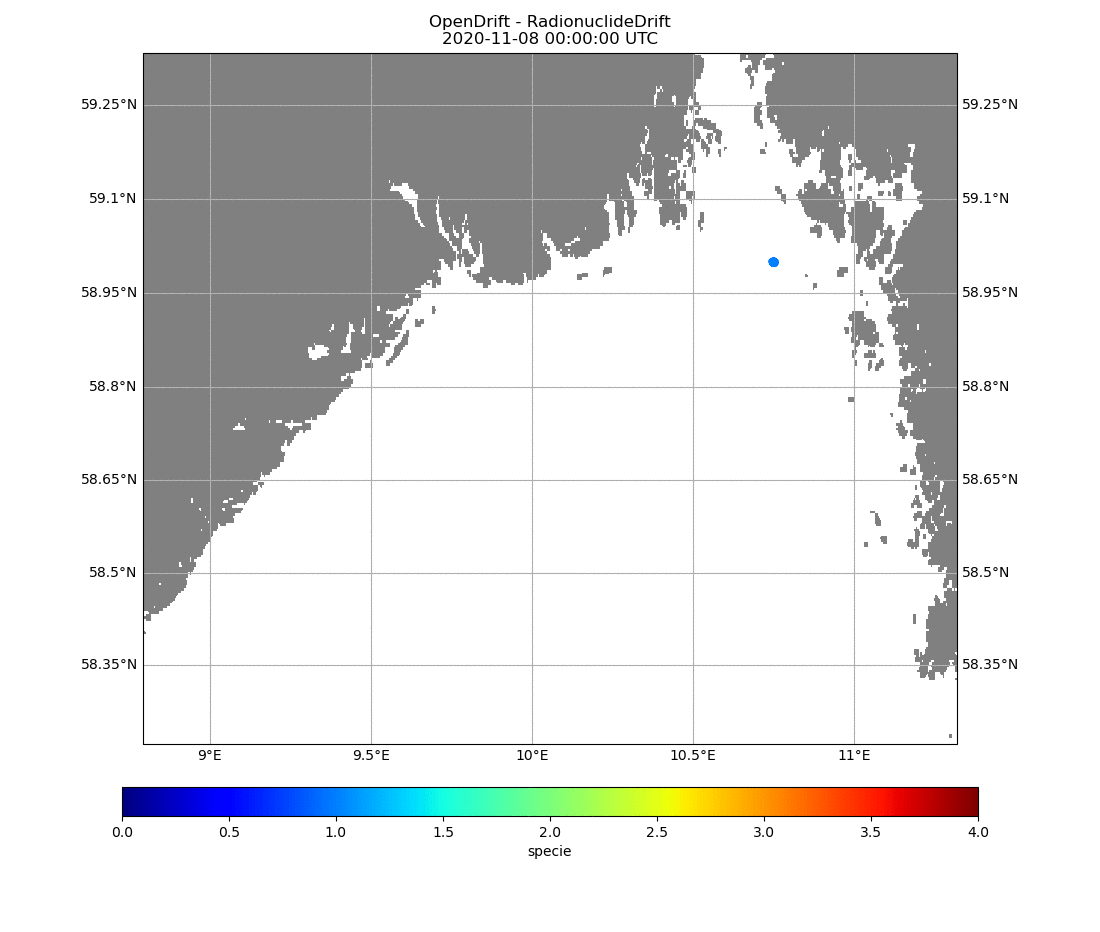 OpenDrift - RadionuclideDrift
2020-11-08 00:00:00 UTC
59.25°N 59.25°N
59.1°N 59.1°N
58.95°N 58.95°N
58.8°N 58.8°N
58.65°N 58.65°N
58.5°N 58.5°N
58.35°N 58.35°N
9°E 9.5°E 10°E 10.5°E 11°E
0.0 0.5 1.0 1.5 2.0 2.5 3.0 3.5 4.0
specie